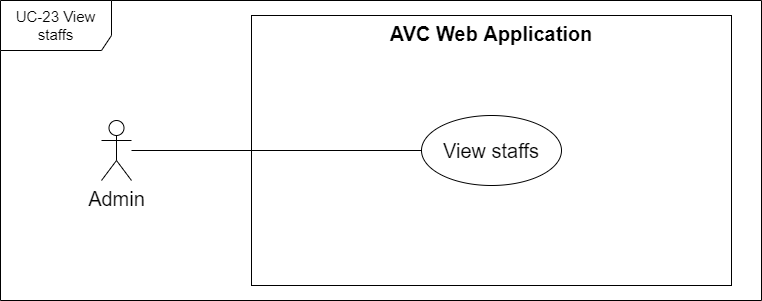 UC-23 View
staffs
AVC Web Application
View staffs
Admin